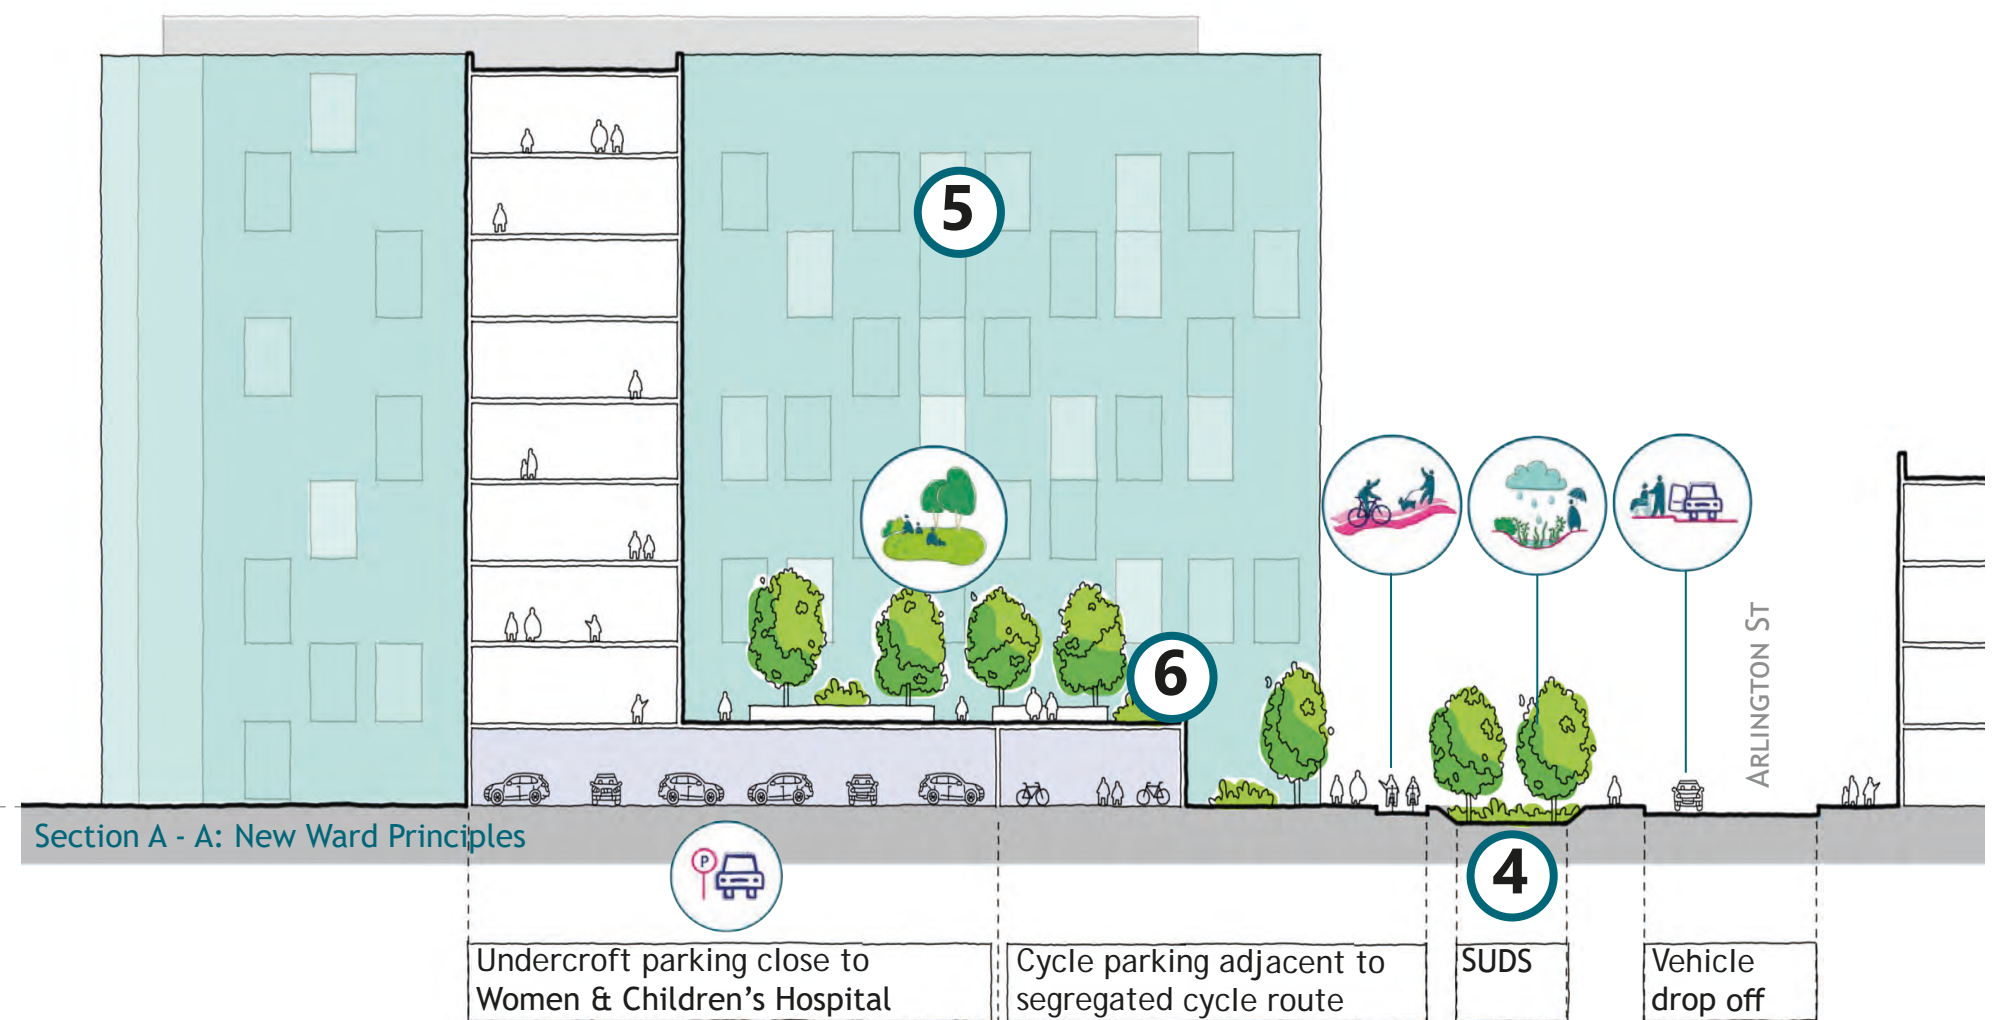 5
6
ARLINGTON ST
Section A - A: New Ward Principles
P
4
Undercroft parking close to
Women & Children's Hospital
Cycle parking adjacent to
segregated cycle route
SUDS
Vehicle
drop off